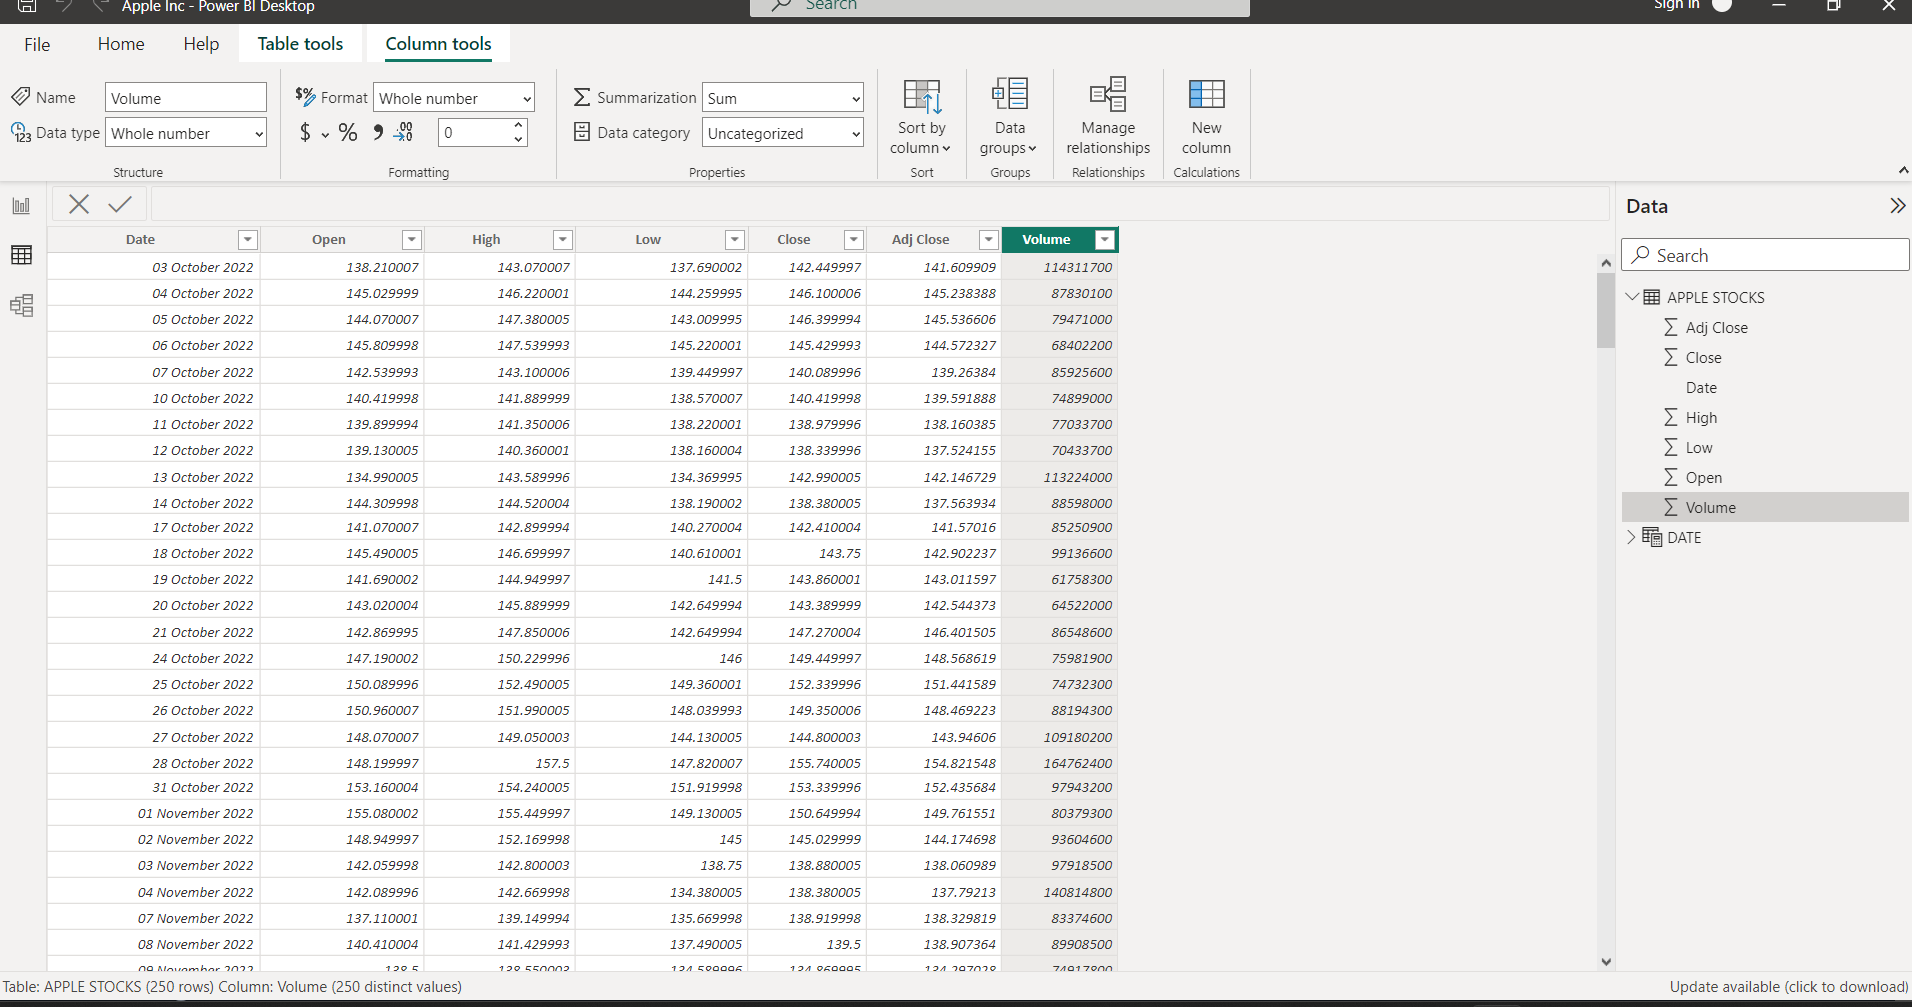 Apple Inc - Power BI Desktop
Search
Sign in
File Home Help Table tools Column tools
Name Volume
Data type Whole number
Structure
$% Format Whole number
$ % 0
Formatting
Summarization Sum
Data category Uncategorized
Properties
Sort by column
Sort
Data groups
Groups
Manage relationships
Relationships
New column
Calculations
Date Open High Low Close Adj Close Volume
03 October 2022 138.210007 143.070007 137.690002 142.449997 141.609909 114311700
04 October 2022 145.029999 146.220001 144.259995 146.100006 145.238388 87830100
05 October 2022 144.070007 147.380005 143.009995 146.399994 145.536606 79471000
06 October 2022 145.809998 147.539993 145.220001 145.429993 144.572327 68402200
07 October 2022 142.539993 143.100006 139.449997 140.089996 139.26384 85925600
10 October 2022 140.419998 141.889999 138.570007 140.419998 139.591888 74899000
11 October 2022 139.899994 141.350006 138.220001 138.979996 138.160385 77033700
12 October 2022 139.130005 140.360001 138.160004 138.339996 137.524155 70433700
13 October 2022 134.990005 143.589996 134.369995 142.990005 142.146729 113224000
14 October 2022 144.309998 144.520004 138.190002 138.380005 137.563934 88598000
17 October 2022 141.070007 142.899994 140.270004 142.410004 141.57016 85250900
18 October 2022 145.490005 146.699997 140.610001 143.75 142.902237 99136600
19 October 2022 141.690002 144.949997 141.5 143.860001 143.011597 61758300
20 October 2022 143.020004 145.889999 142.649994 143.389999 142.544373 64522000
21 October 2022 142.869995 147.850006 142.649994 147.270004 146.401505 86548600
24 October 2022 147.190002 150.229996 146 149.449997 148.568619 75981900
25 October 2022 150.089996 152.490005 149.360001 152.339996 151.441589 74732300
26 October 2022 150.960007 151.990005 148.039993 149.350006 148.469223 88194300
27 October 2022 148.070007 149.050003 144.130005 144.800003 143.94606 109180200
28 October 2022 148.199997 157.5 147.820007 155.740005 154.821548 164762400
31 October 2022 153.160004 154.240005 151.919998 153.339996 152.435684 97943200
01 November 2022 155.080002 155.449997 149.130005 150.649994 149.761551 80379300
02 November 2022 148.949997 152.169998 145 145.029999 144.174698 93604600
03 November 2022 142.059998 142.800003 138.75 138.880005 138.060989 97918500
04 November 2022 142.089996 142.669998 134.380005 138.380005 137.79213 140814800
07 November 2022 137.110001 139.149994 135.669998 138.919998 138.329819 83374600
08 November 2022 140.410004 141.429993 137.490005 139.5 138.907364 89908500
09 November 2022 138.5 138.550003 134.589996 134.869995 134.297028 74917800
Data
Search
APPLE STOCKS
Adj Close
Close
Date
High
Low
Open
Volume
DATE
Table: APPLE STOCKS (250 rows) Column: Volume (250 distinct values)
Update available (click to download)